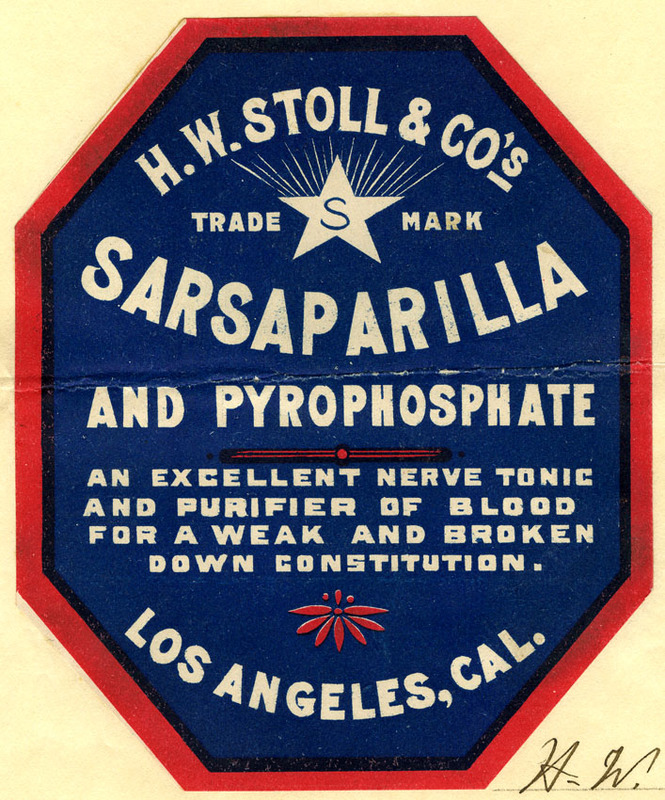 H.W. STOLL & CO's
TRADE S MARK
SARSAPARILLA
AND PYROPHOSPHATE
AN EXCELLENT NERVE TONIC
AND PURIFIER OF BLOOD
FOR A WEAK AND BROKEN
DOWN CONSTITUTION.
LOS ANGELES, CAL.
H. W.